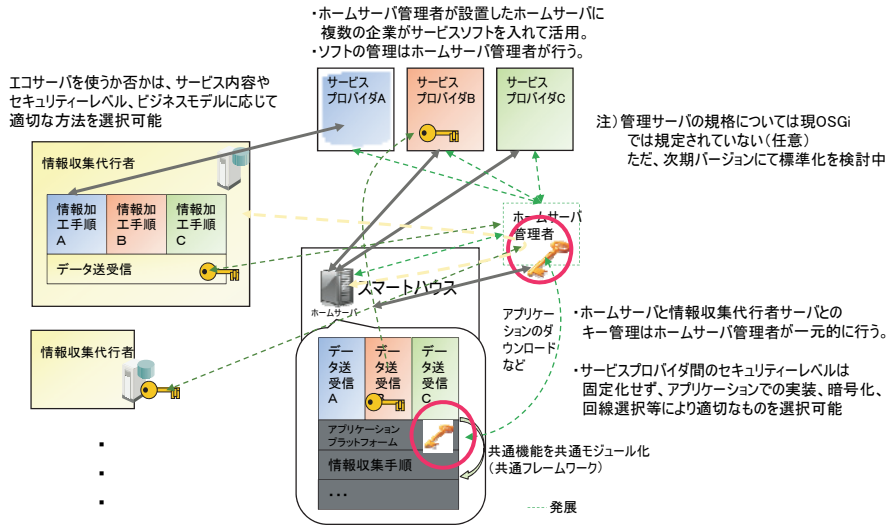 ・ホームサーバ管理者が設置したホームサーバに
複数の企業がサービスソフトを入れて活用。
・ソフトの管理はホームサーバ管理者が行う。
エコサーバを使うか否かは、サービス内容や
セキュリティーレベル、ビジネスモデルに応じて
適切な方法を選択可能
サービス
プロバイダA
サービス
プロバイダB
サービス
プロバイダC
注）管理サーバの規格については現OSGi
では規定されていない（任意）
ただ、次期バージョンにて標準化を検討中
情報収集代行者
情報加
工手順
A
情報加
工手順
B
情報加
工手順
C
データ送受信
ホームサーバ
管理者
スマートハウス
ホームサーバ
アプリケー
ションのダ
ウンロード
など
・ホームサーバと情報収集代行者サーバとの
キー管理はホームサーバ管理者が一元的に行う。
・サービスプロバイダ間のセキュリティーレベルは
固定化せず、アプリケーションでの実装、暗号化、
回線選択等により適切なものを選択可能
情報収集代行者
・
・
・
デー
タ送
受信
A
デー
タ送
受信
デー
タ送
受信
C
アプリケーション
プラットフォーム
情報収集手順
・・・
共通機能を共通モジュール化
（共通フレームワーク）
発展